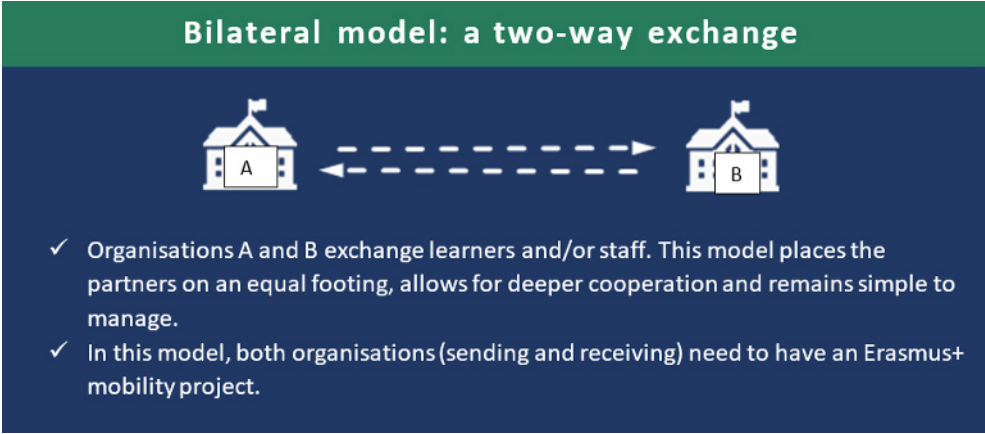 Bilateral model: a two-way exchange
A
B
✓ Organisations A and B exchange learners and/or staff. This model places the
partners on an equal footing, allows for deeper cooperation and remains simple to
manage.
✓ In this model, both organisations (sending and receiving) need to have an Erasmus+
mobility project.